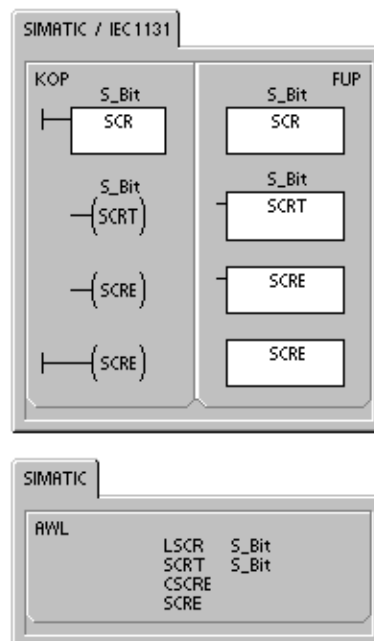 SIMATIC / IEC1131
KOP
FUP
S_Bit
SCR
S_Bit
SCR
S_Bit
SCRT
S_Bit
SCRT
SCRE
SCRE
SCRE
SCRE
SIMATIC
AWL
LSCR S_Bit
SCRT S_Bit
CSCRE
SCRE